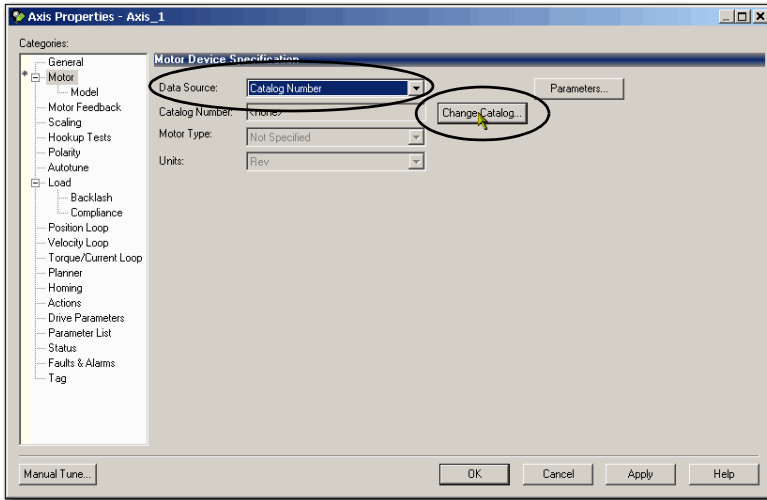 Axis Properties - Axis_1
Categories:
General
Motor
Model
Motor Feedback
Scaling
Hookup Tests
Polarity
Autotune
Load
Backlash
Compliance
Position Loop
Velocity Loop
Torque/Current Loop
Planner
Homing
Actions
Drive Parameters
Parameter List
Status
Faults & Alarms
Tag
Motor Device Specification
Data Source: Catalog Number Parameters...
Catalog Number: <none> Change Catalog...
Motor Type: Not Specified
Units: Rev
Manual Tune... OK Cancel Apply Help